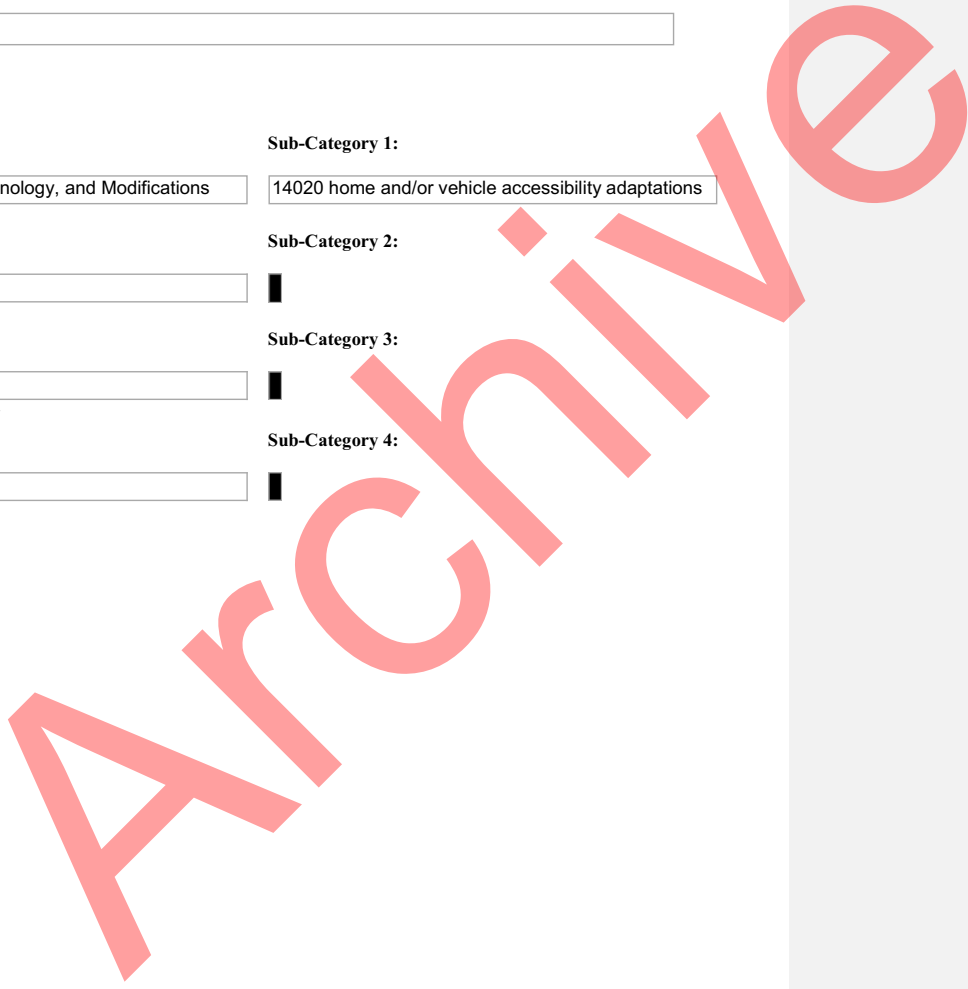 Sub-Category 1:
nology, and Modifications 14020 home and/or vehicle accessibility adaptations
Sub-Category 2:
Sub-Category 3:
Sub-Category 4:
Archive